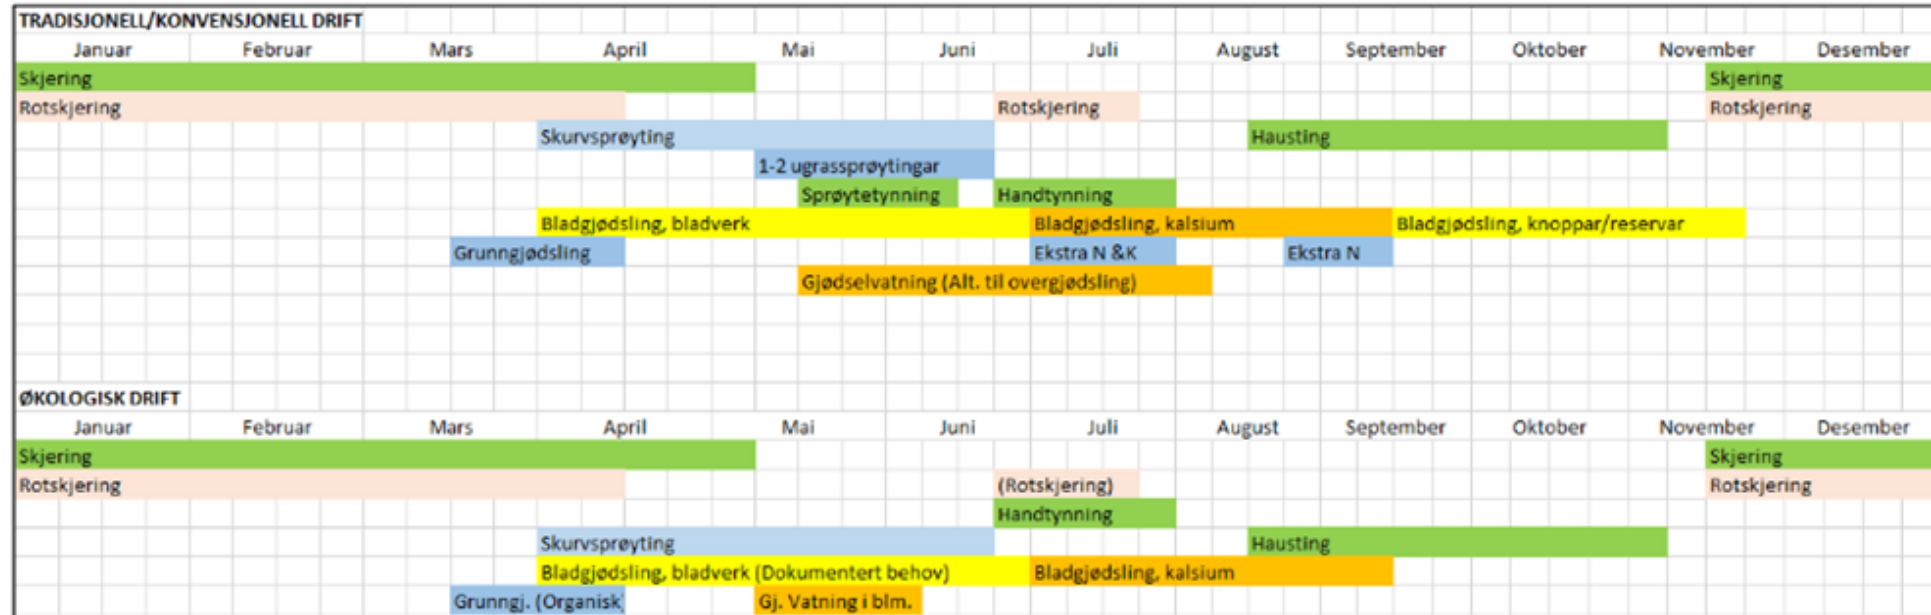 TRADISJONELL/KONVENSJONELL DRIFT
Januar Februar Mars April Mai Juni Juli August September Oktober November Desember
Skjering Skjering
Rotskjering Rotskjering Rotskjering
Skurvsprøyting Hausting
1-2 ugrassprøytingar
Sprøytetynning Handtynning
Bladgjødsling, bladverk Bladgjødsling, kalsium Bladgjødsling, knoppar/reservar
Grunngjødsling Ekstra N &K Ekstra N
Gjødselvatning (Alt. til overgjødsling)
ØKOLOGISK DRIFT
Januar Februar Mars April Mai Juni Juli August September Oktober November Desember
Skjering Skjering
Rotskjering (Rotskjering) Rotskjering
Handtynning
Skurvsprøyting Hausting
Bladgjødsling, bladverk (Dokumentert behov) Bladgjødsling, kalsium
Grunngj. (Organisk) Gj. Vatning i blm.